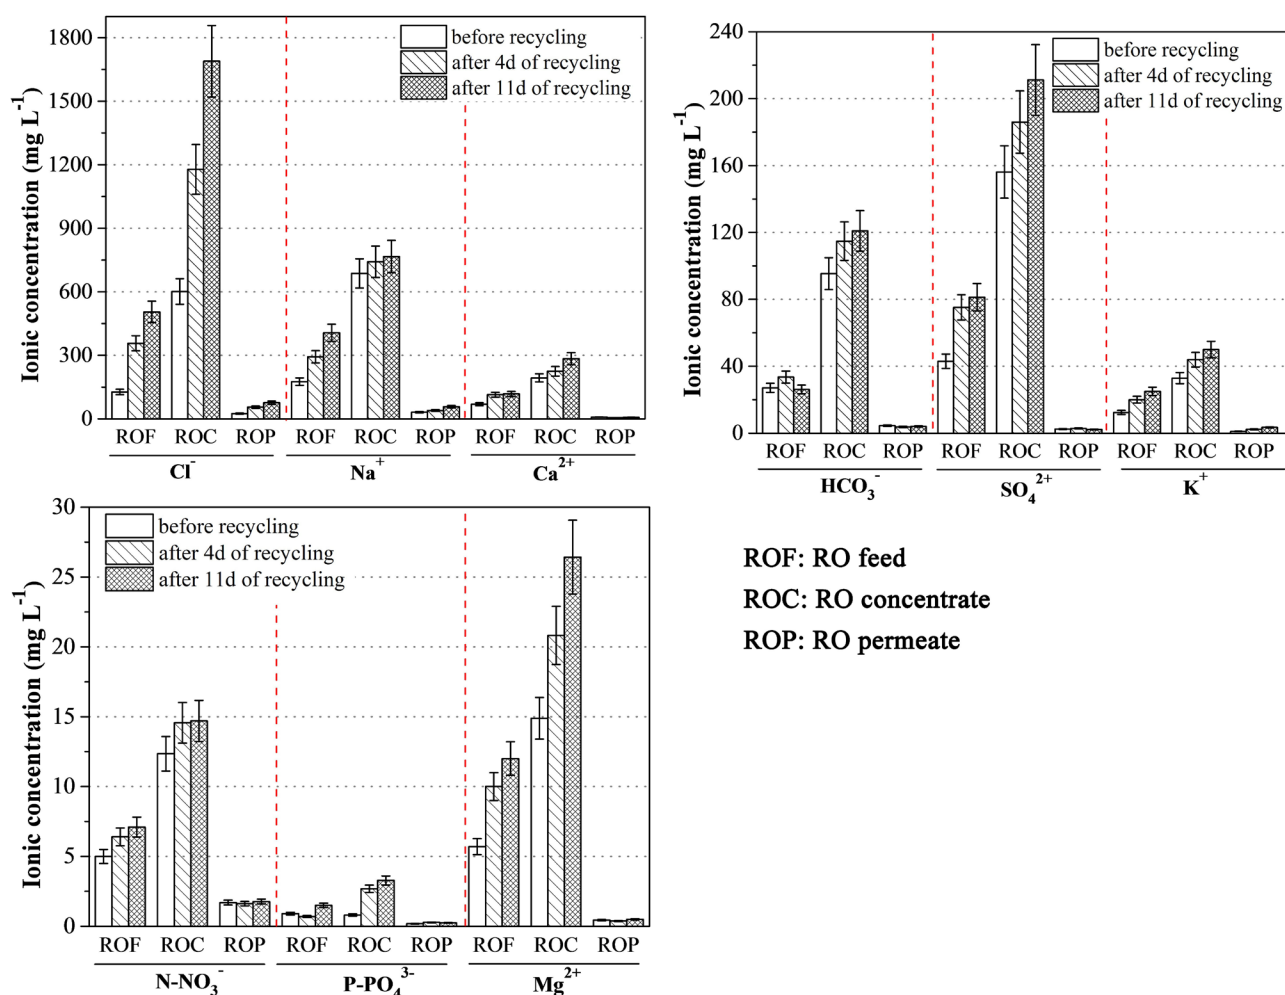 Ionic concentration (mg L⁻¹)
1800
1500
1200
900
600
300
0
before recycling
after 4d of recycling
after 11d of recycling
ROF ROC ROP ROF ROC ROP ROF ROC ROP
Cl⁻ Na⁺ Ca²⁺
Ionic concentration (mg L⁻¹)
240
200
160
120
80
40
0
before recycling
after 4d of recycling
after 11d of recycling
ROF ROC ROP ROF ROC ROP ROF ROC ROP
HCO₃⁻ SO₄²⁺ K⁺
Ionic concentration (mg L⁻¹)
30
25
20
15
10
5
0
before recycling
after 4d of recycling
after 11d of recycling
ROF ROC ROP ROF ROC ROP ROF ROC ROP
N-NO₃⁻ P-PO₄³⁻ Mg²⁺
ROF: RO feed
ROC: RO concentrate
ROP: RO permeate